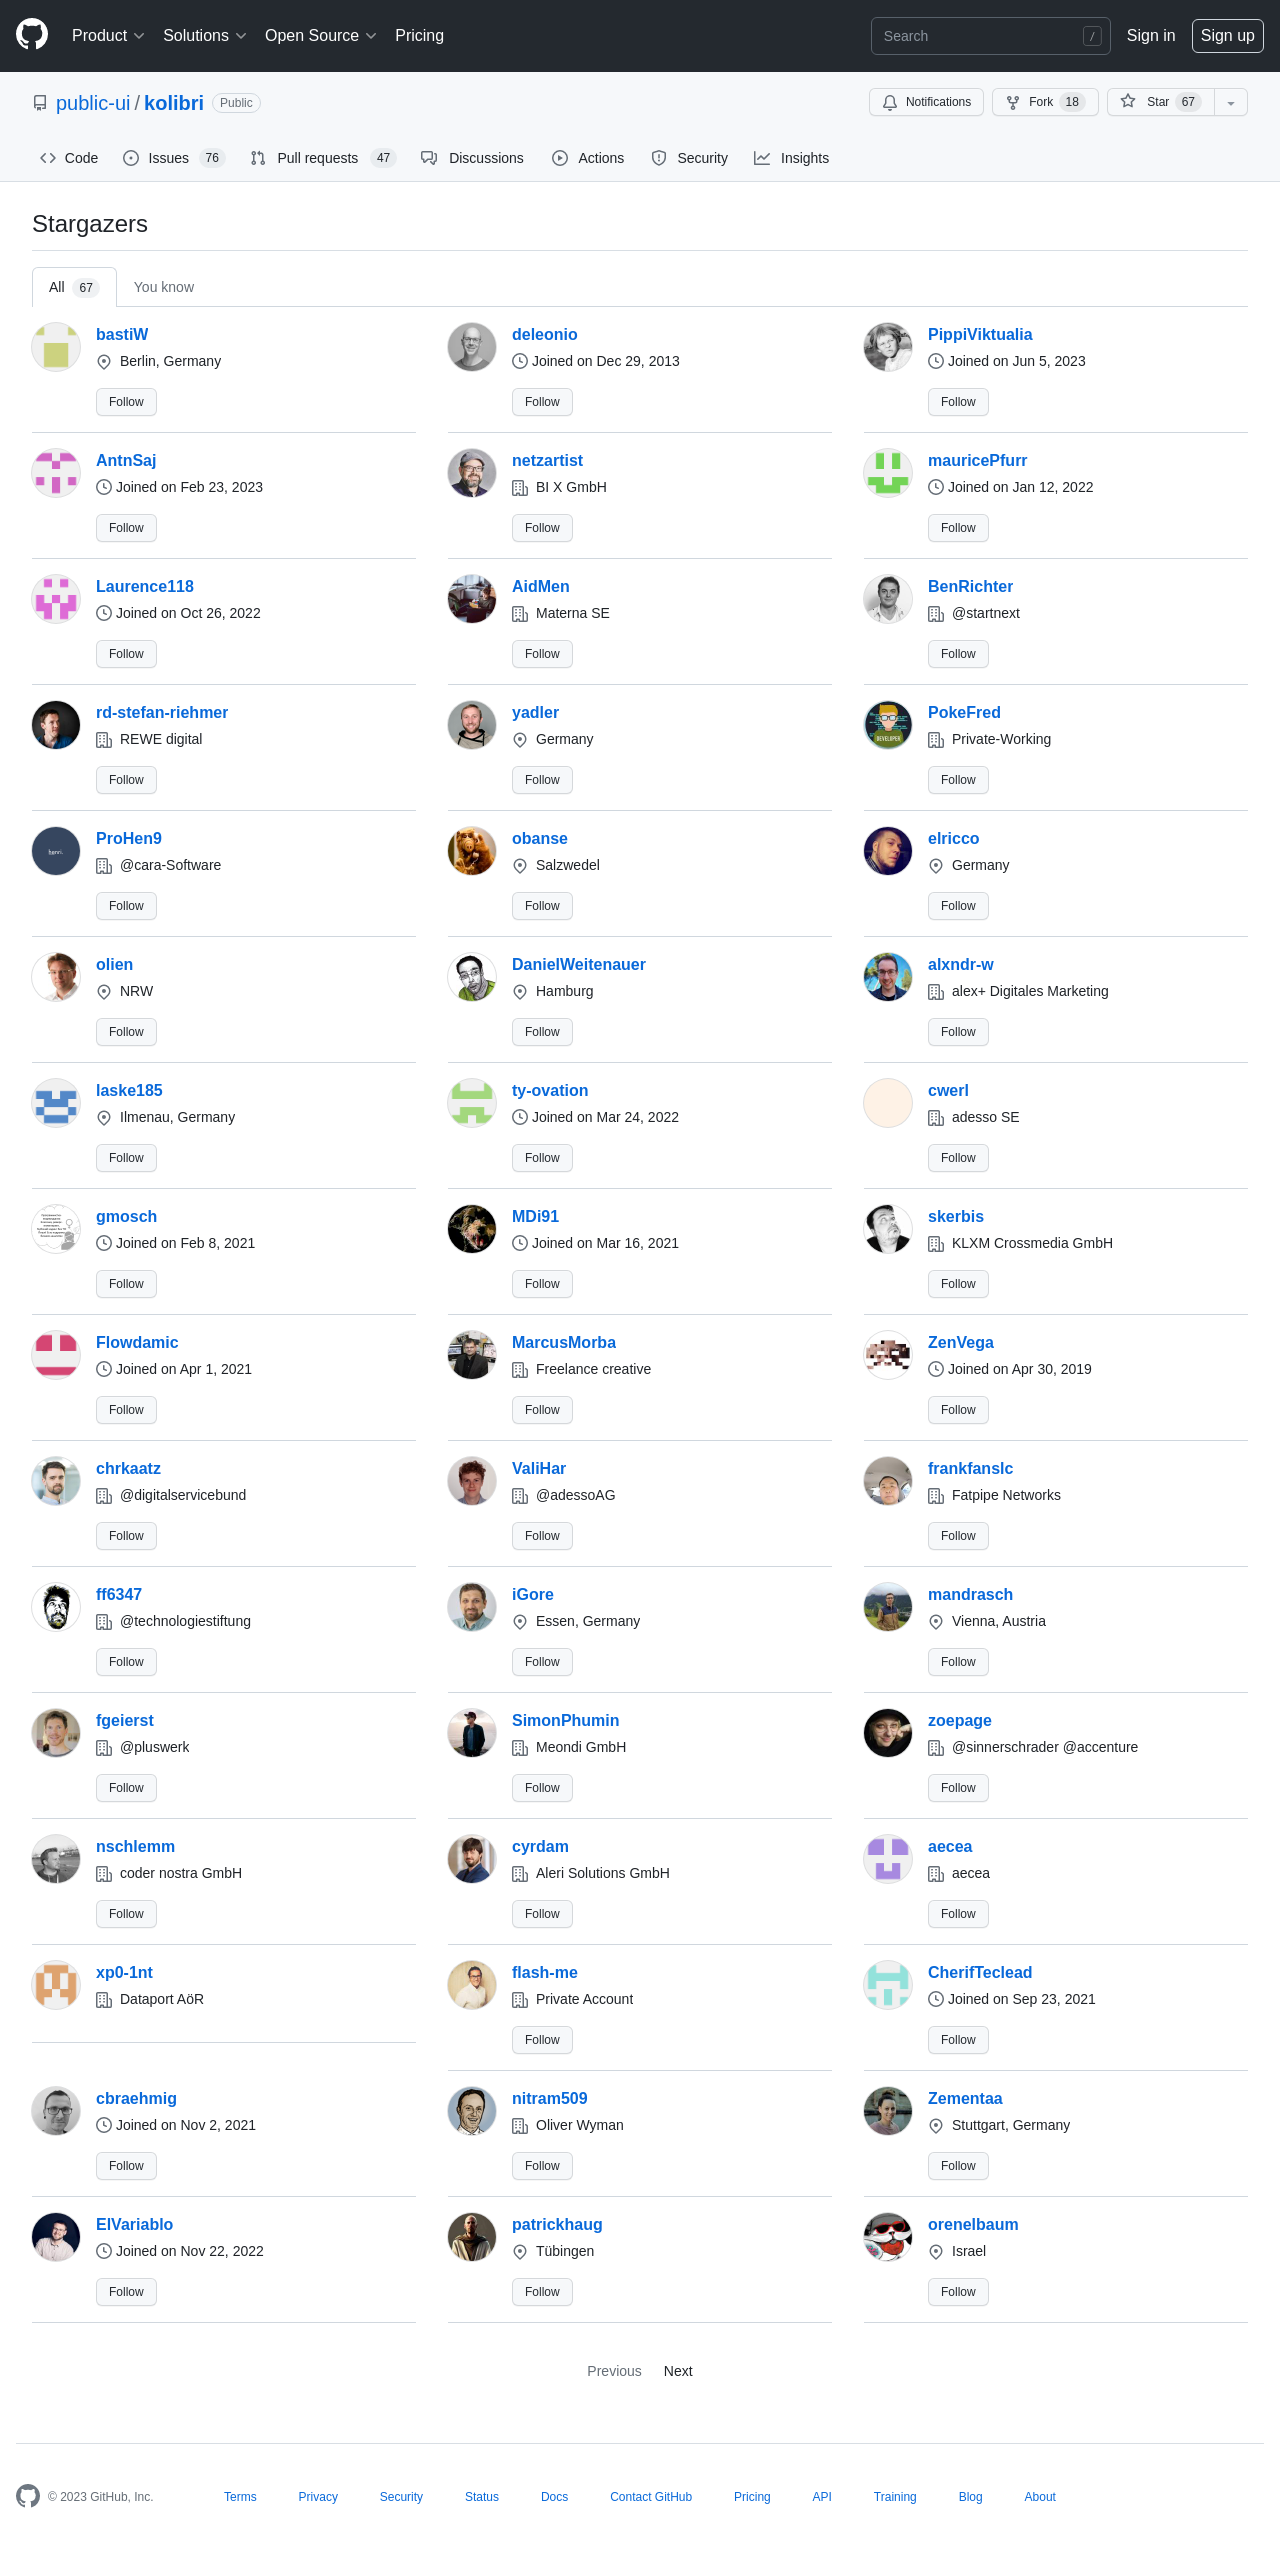 Product Solutions Open Source Pricing Search / Sign in Sign up
public-ui / kolibri Public Notifications Fork 18 Star 67
Code Issues 76 Pull requests 47 Discussions Actions Security Insights
Stargazers
All 67 You know
bastiW
Berlin, Germany
Follow
deleonio
Joined on Dec 29, 2013
Follow
PippiViktualia
Joined on Jun 5, 2023
Follow
AntnSaj
Joined on Feb 23, 2023
Follow
netzartist
BI X GmbH
Follow
mauricePfurr
Joined on Jan 12, 2022
Follow
Laurence118
Joined on Oct 26, 2022
Follow
AidMen
Materna SE
Follow
BenRichter
@startnext
Follow
rd-stefan-riehmer
REWE digital
Follow
yadler
Germany
Follow
PokeFred
Private-Working
Follow
ProHen9
@cara-Software
Follow
obanse
Salzwedel
Follow
elricco
Germany
Follow
olien
NRW
Follow
DanielWeitenauer
Hamburg
Follow
alxndr-w
alex+ Digitales Marketing
Follow
laske185
Ilmenau, Germany
Follow
ty-ovation
Joined on Mar 24, 2022
Follow
cwerl
adesso SE
Follow
gmosch
Joined on Feb 8, 2021
Follow
MDi91
Joined on Mar 16, 2021
Follow
skerbis
KLXM Crossmedia GmbH
Follow
Flowdamic
Joined on Apr 1, 2021
Follow
MarcusMorba
Freelance creative
Follow
ZenVega
Joined on Apr 30, 2019
Follow
chrkaatz
@digitalservicebund
Follow
ValiHar
@adessoAG
Follow
frankfanslc
Fatpipe Networks
Follow
ff6347
@technologiestiftung
Follow
iGore
Essen, Germany
Follow
mandrasch
Vienna, Austria
Follow
fgeierst
@pluswerk
Follow
SimonPhumin
Meondi GmbH
Follow
zoepage
@sinnerschrader @accenture
Follow
nschlemm
coder nostra GmbH
Follow
cyrdam
Aleri Solutions GmbH
Follow
aecea
aecea
Follow
xp0-1nt
Dataport AöR
flash-me
Private Account
Follow
CherifTeclead
Joined on Sep 23, 2021
Follow
cbraehmig
Joined on Nov 2, 2021
Follow
nitram509
Oliver Wyman
Follow
Zementaa
Stuttgart, Germany
Follow
ElVariablo
Joined on Nov 22, 2022
Follow
patrickhaug
Tübingen
Follow
orenelbaum
Israel
Follow
Previous Next
© 2023 GitHub, Inc. Terms Privacy Security Status Docs Contact GitHub Pricing API Training Blog About